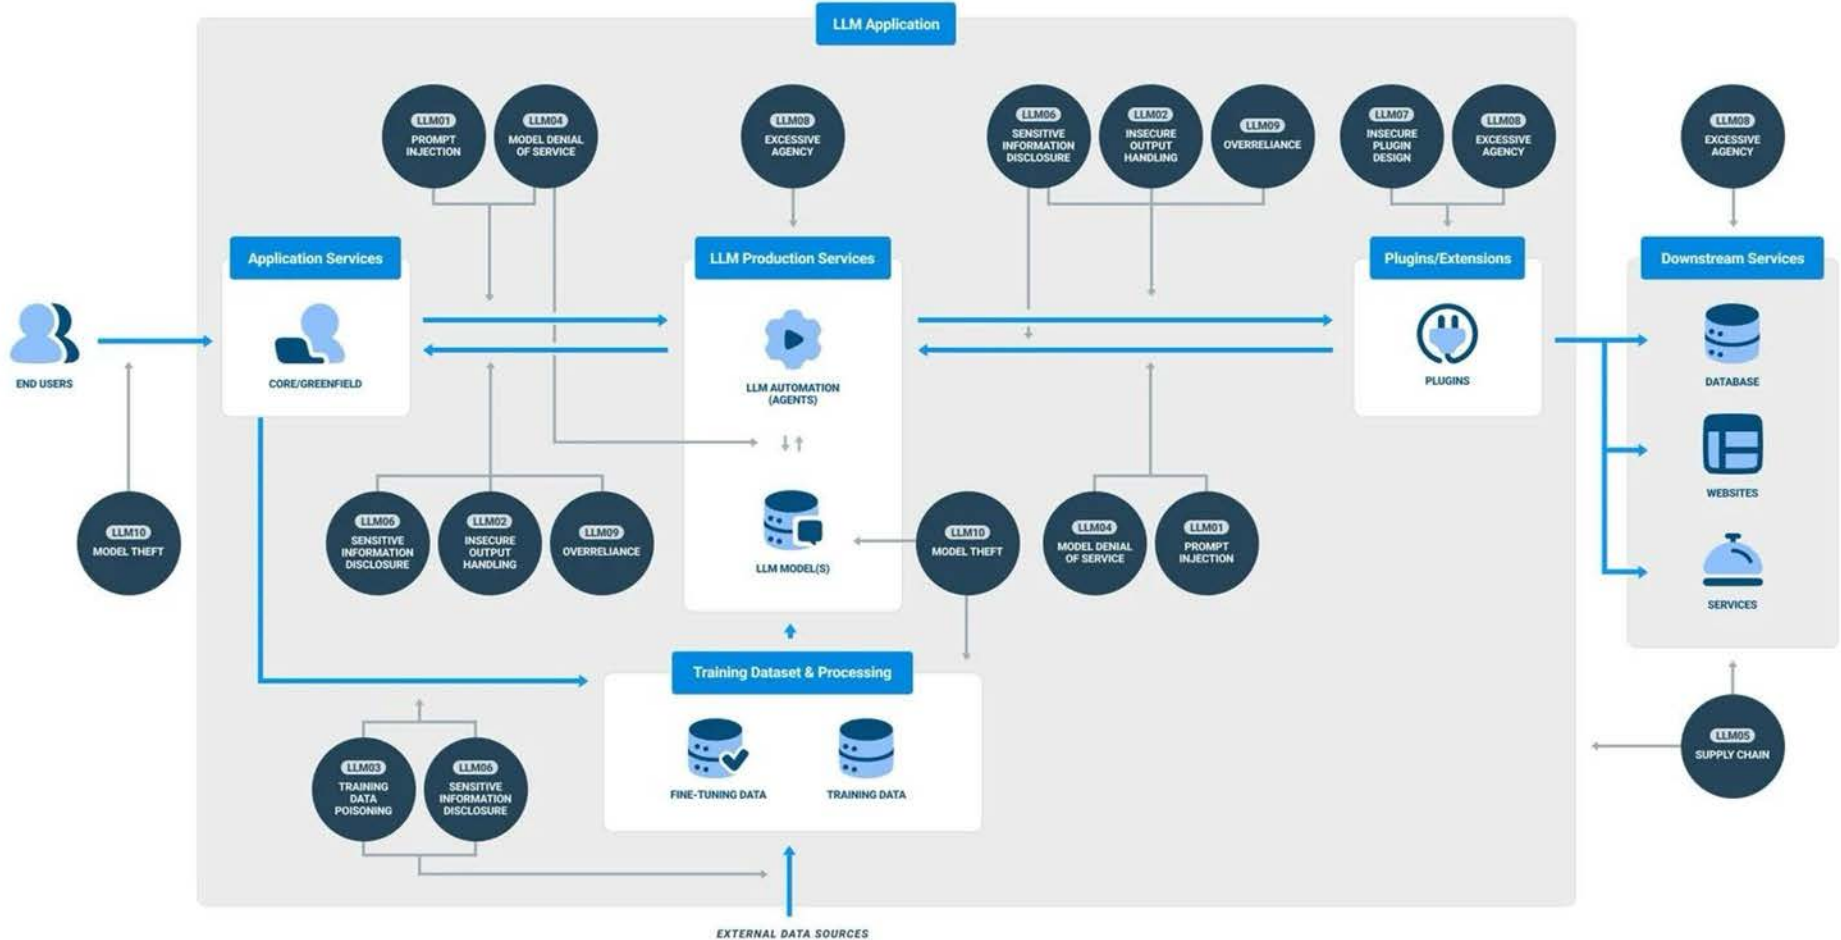 LLM Application
LLM01
PROMPT
INJECTION
LLM04
MODEL DENIAL
OF SERVICE
LLM08
EXCESSIVE
AGENCY
LLM06
SENSITIVE
INFORMATION
DISCLOSURE
LLM02
INSECURE
OUTPUT
HANDLING
LLM09
OVERRELIANCE
LLM07
INSECURE
PLUGIN
DESIGN
LLM08
EXCESSIVE
AGENCY
LLM08
EXCESSIVE
AGENCY
Application Services
LLM Production Services
Plugins/Extensions
Downstream Services
END USERS
CORE/GREENFIELD
LLM AUTOMATION
(AGENTS)
PLUGINS
DATABASE
WEBSITES
SERVICES
LLM10
MODEL THEFT
LLM06
SENSITIVE
INFORMATION
DISCLOSURE
LLM02
INSECURE
OUTPUT
HANDLING
LLM09
OVERRELIANCE
LLM MODEL(S)
LLM10
MODEL THEFT
LLM04
MODEL DENIAL
OF SERVICE
LLM01
PROMPT
INJECTION
Training Dataset & Processing
FINE-TUNING DATA
TRAINING DATA
LLM03
TRAINING
DATA
POISONING
LLM06
SENSITIVE
INFORMATION
DISCLOSURE
LLM05
SUPPLY CHAIN
EXTERNAL DATA SOURCES